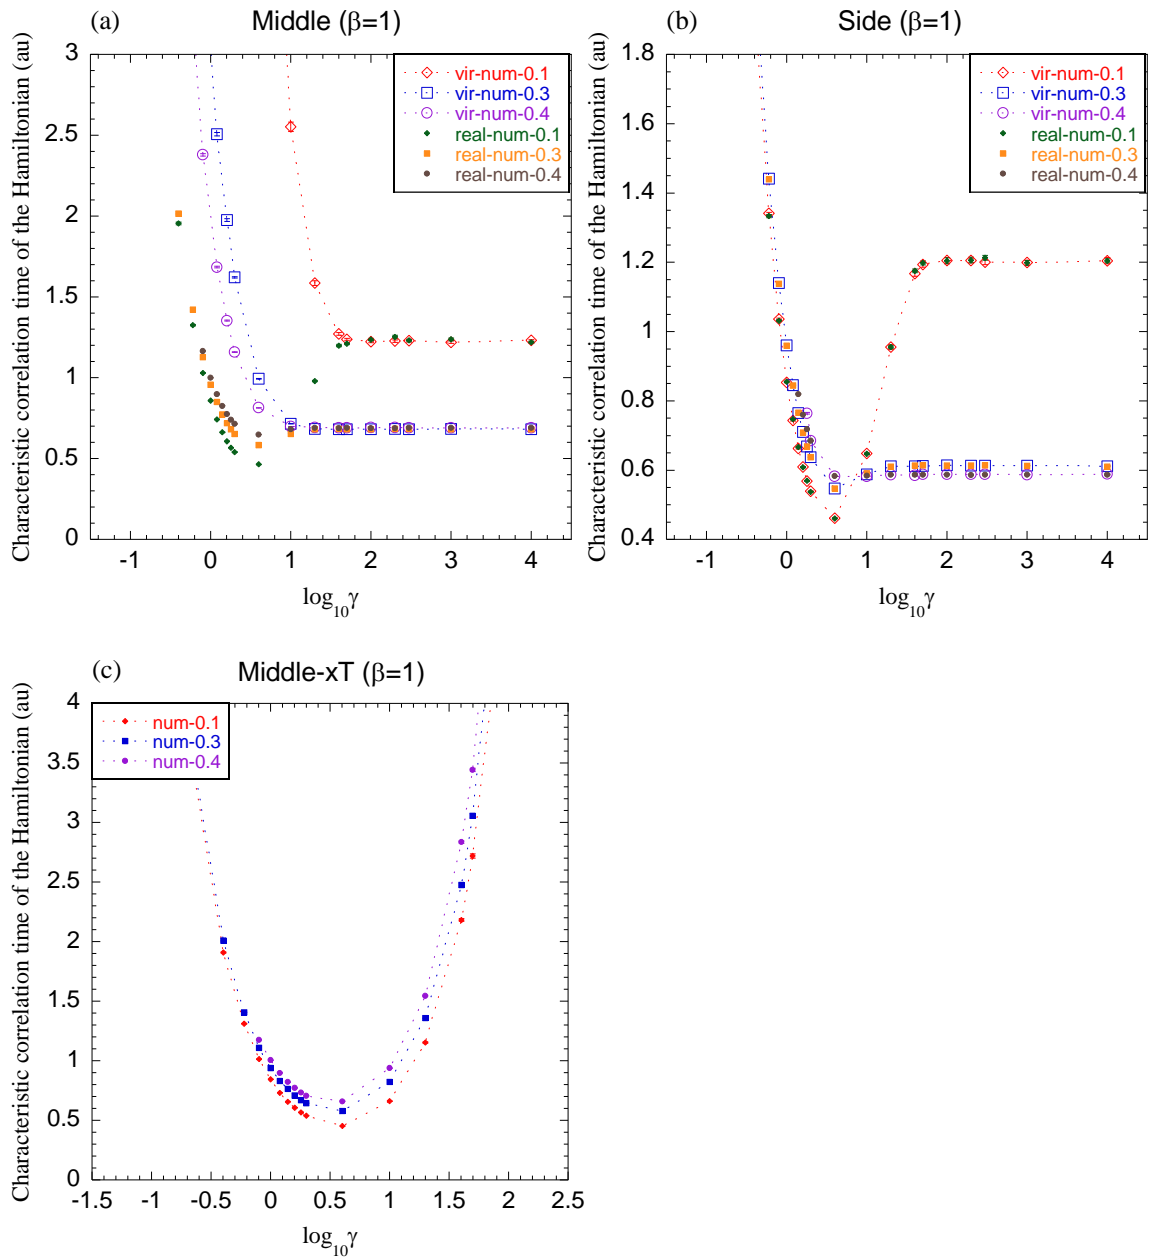 (a)
Middle (β=1)
Characteristic correlation time of the Hamiltonian (au)
3
2.5
2
1.5
1
0.5
0
vir-num-0.1
vir-num-0.3
vir-num-0.4
real-num-0.1
real-num-0.3
real-num-0.4
-1 0 1 2 3 4
log₁₀γ
(b)
Side (β=1)
Characteristic correlation time of the Hamiltonian (au)
1.8
1.6
1.4
1.2
1
0.8
0.6
0.4
vir-num-0.1
vir-num-0.3
vir-num-0.4
real-num-0.1
real-num-0.3
real-num-0.4
-1 0 1 2 3 4
log₁₀γ
(c)
Middle-xT (β=1)
Characteristic correlation time of the Hamiltonian (au)
4
3.5
3
2.5
2
1.5
1
0.5
0
num-0.1
num-0.3
num-0.4
-1.5 -1 -0.5 0 0.5 1 1.5 2 2.5
log₁₀γ